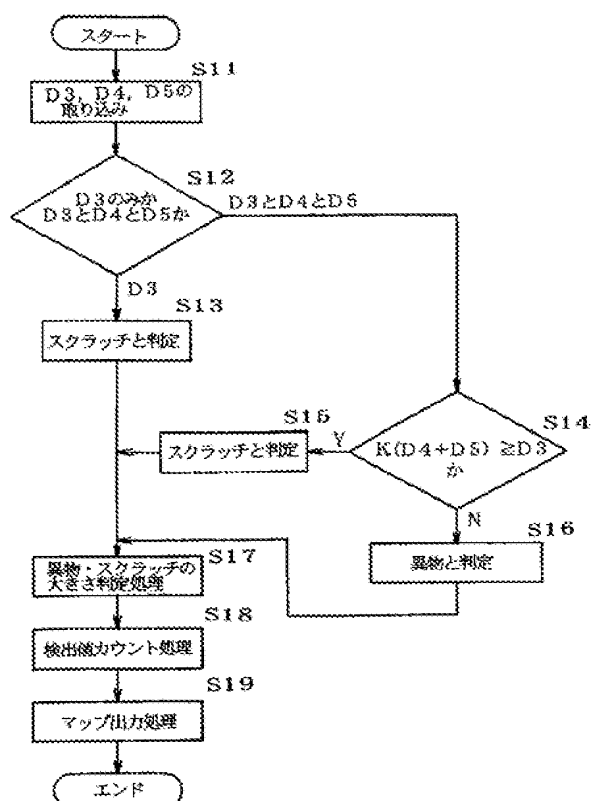 スタート
S11
D3, D4, D5の
取り込み
S12
D3のみか
D3とD4とD5か
D3とD4とD5
D3
S13
スクラッチと判定
S14
K(D4+D5) ≧D3
か
Y
S15
スクラッチと判定
N
S16
異物と判定
S17
異物・スクラッチの
大きさ判定処理
S18
検出値カウント処理
S19
マップ出力処理
エンド